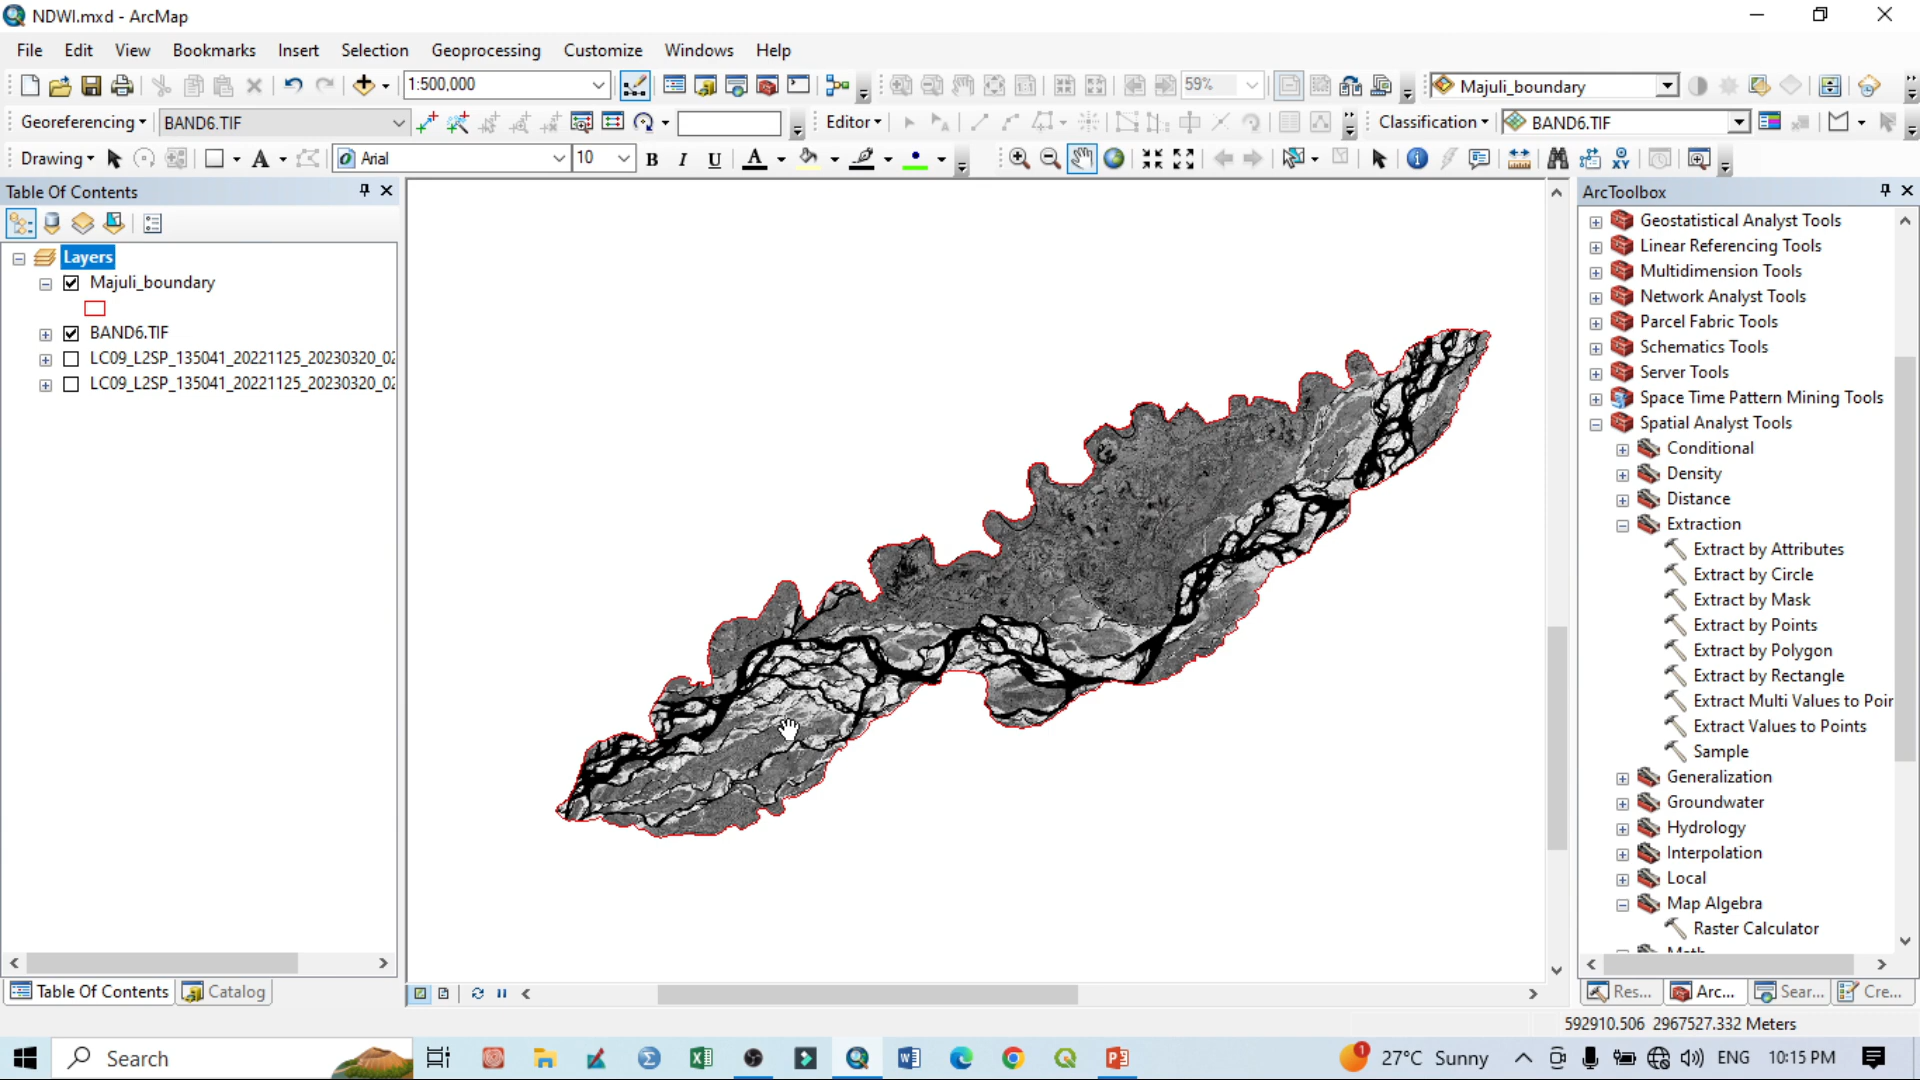 NDWI.mxd - ArcMap
File Edit View Bookmarks Insert Selection Geoprocessing Customize Windows Help
1:500,000 59% Majuli_boundary
Georeferencing BAND6.TIF Editor Classification BAND6.TIF
Drawing A Arial 10 B I U A XY
Table Of Contents ArcToolbox
Layers
Majuli_boundary
BAND6.TIF
LC09_L2SP_135041_20221125_20230320_02
LC09_L2SP_135041_20221125_20230320_02
Geostatistical Analyst Tools
Linear Referencing Tools
Multidimension Tools
Network Analyst Tools
Parcel Fabric Tools
Schematics Tools
Server Tools
Space Time Pattern Mining Tools
Spatial Analyst Tools
Conditional
Density
Distance
Extraction
Extract by Attributes
Extract by Circle
Extract by Mask
Extract by Points
Extract by Polygon
Extract by Rectangle
Extract Multi Values to Poir
Extract Values to Points
Sample
Generalization
Groundwater
Hydrology
Interpolation
Local
Map Algebra
Raster Calculator
Table Of Contents Catalog
Res... Arc... Sear... Cre...
592910.506 2967527.332 Meters
Search 1 27°C Sunny ENG 10:15 PM